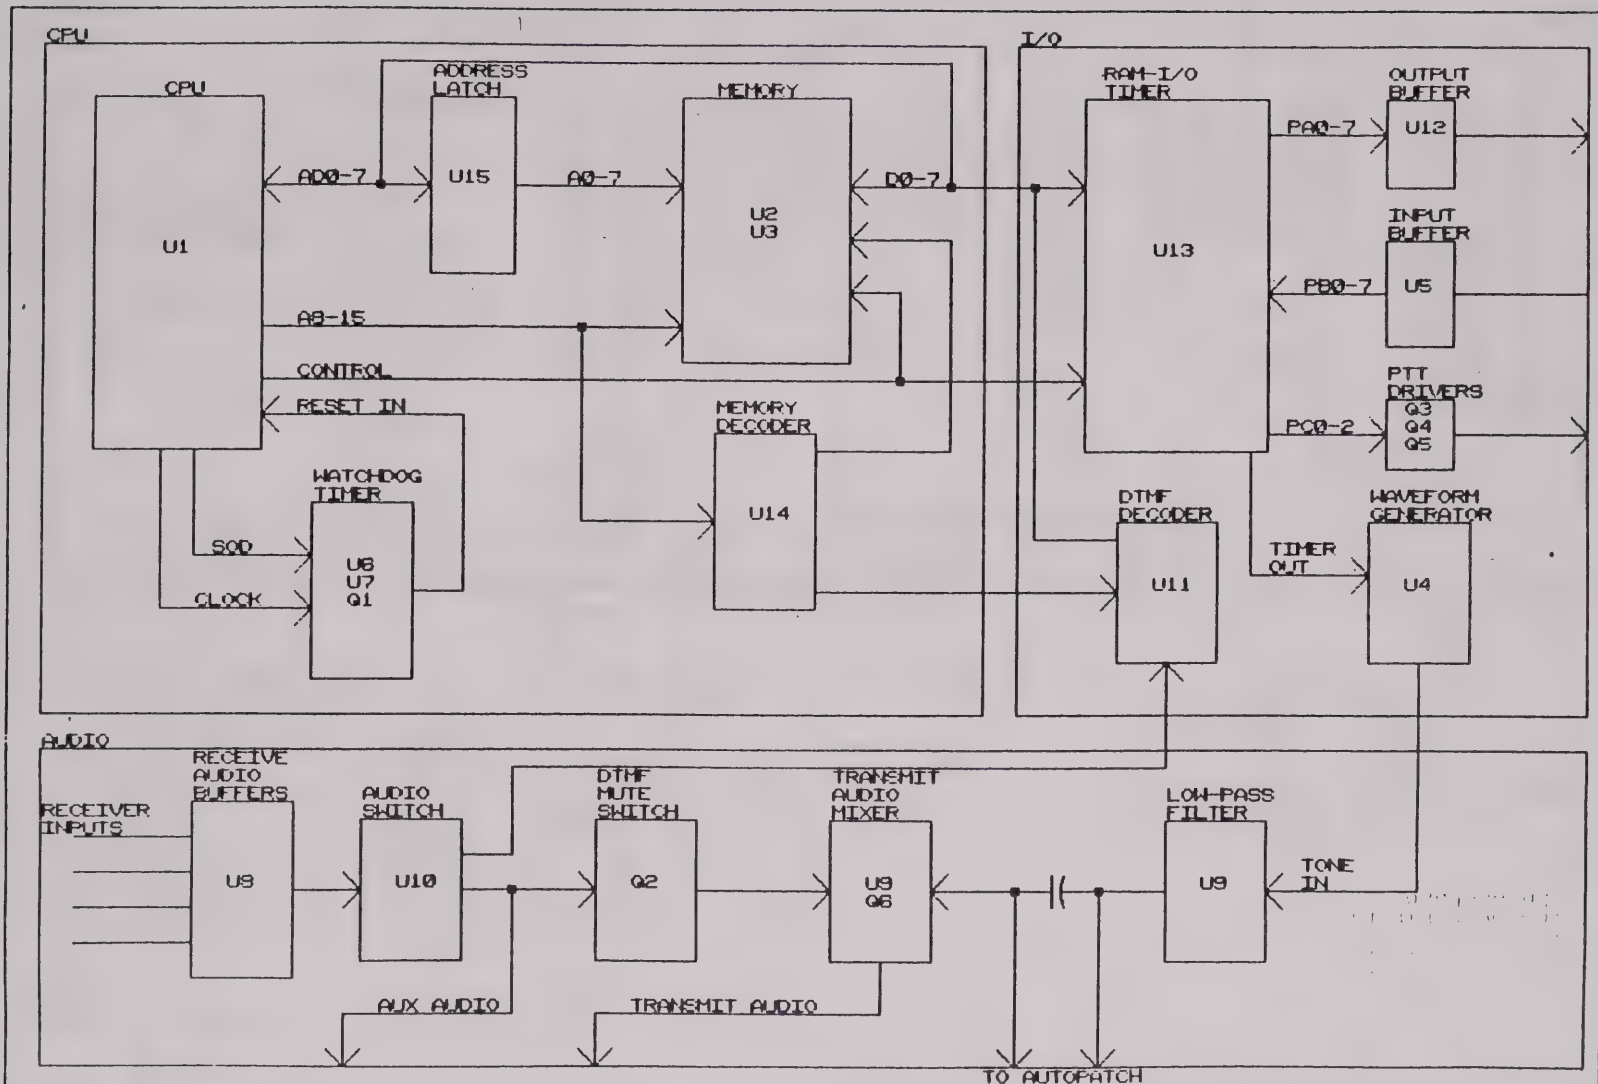 CPU
CPU
U1
AD0-7
ADDRESS
LATCH
U15
A0-7
MEMORY
U2
U3
D0-7
A8-15
CONTROL
RESET IN
WATCHDOG
TIMER
U6
U7
Q1
SOD
CLOCK
MEMORY
DECODER
U14
I/O
RAM-I/O
TIMER
U13
PA0-7
OUTPUT
BUFFER
U12
PB0-7
INPUT
BUFFER
U5
PC0-2
PTT
DRIVERS
Q3
Q4
Q5
DTMF
DECODER
U11
TIMER
OUT
WAVEFORM
GENERATOR
U4
AUDIO
RECEIVER
INPUTS
RECEIVE
AUDIO
BUFFERS
U9
AUDIO
SWITCH
U10
DTMF
MUTE
SWITCH
Q2
TRANSMIT
AUDIO
MIXER
U9
Q6
LOW-PASS
FILTER
U9
TONE
IN
AUX AUDIO
TRANSMIT AUDIO
TO AUTOPATCH